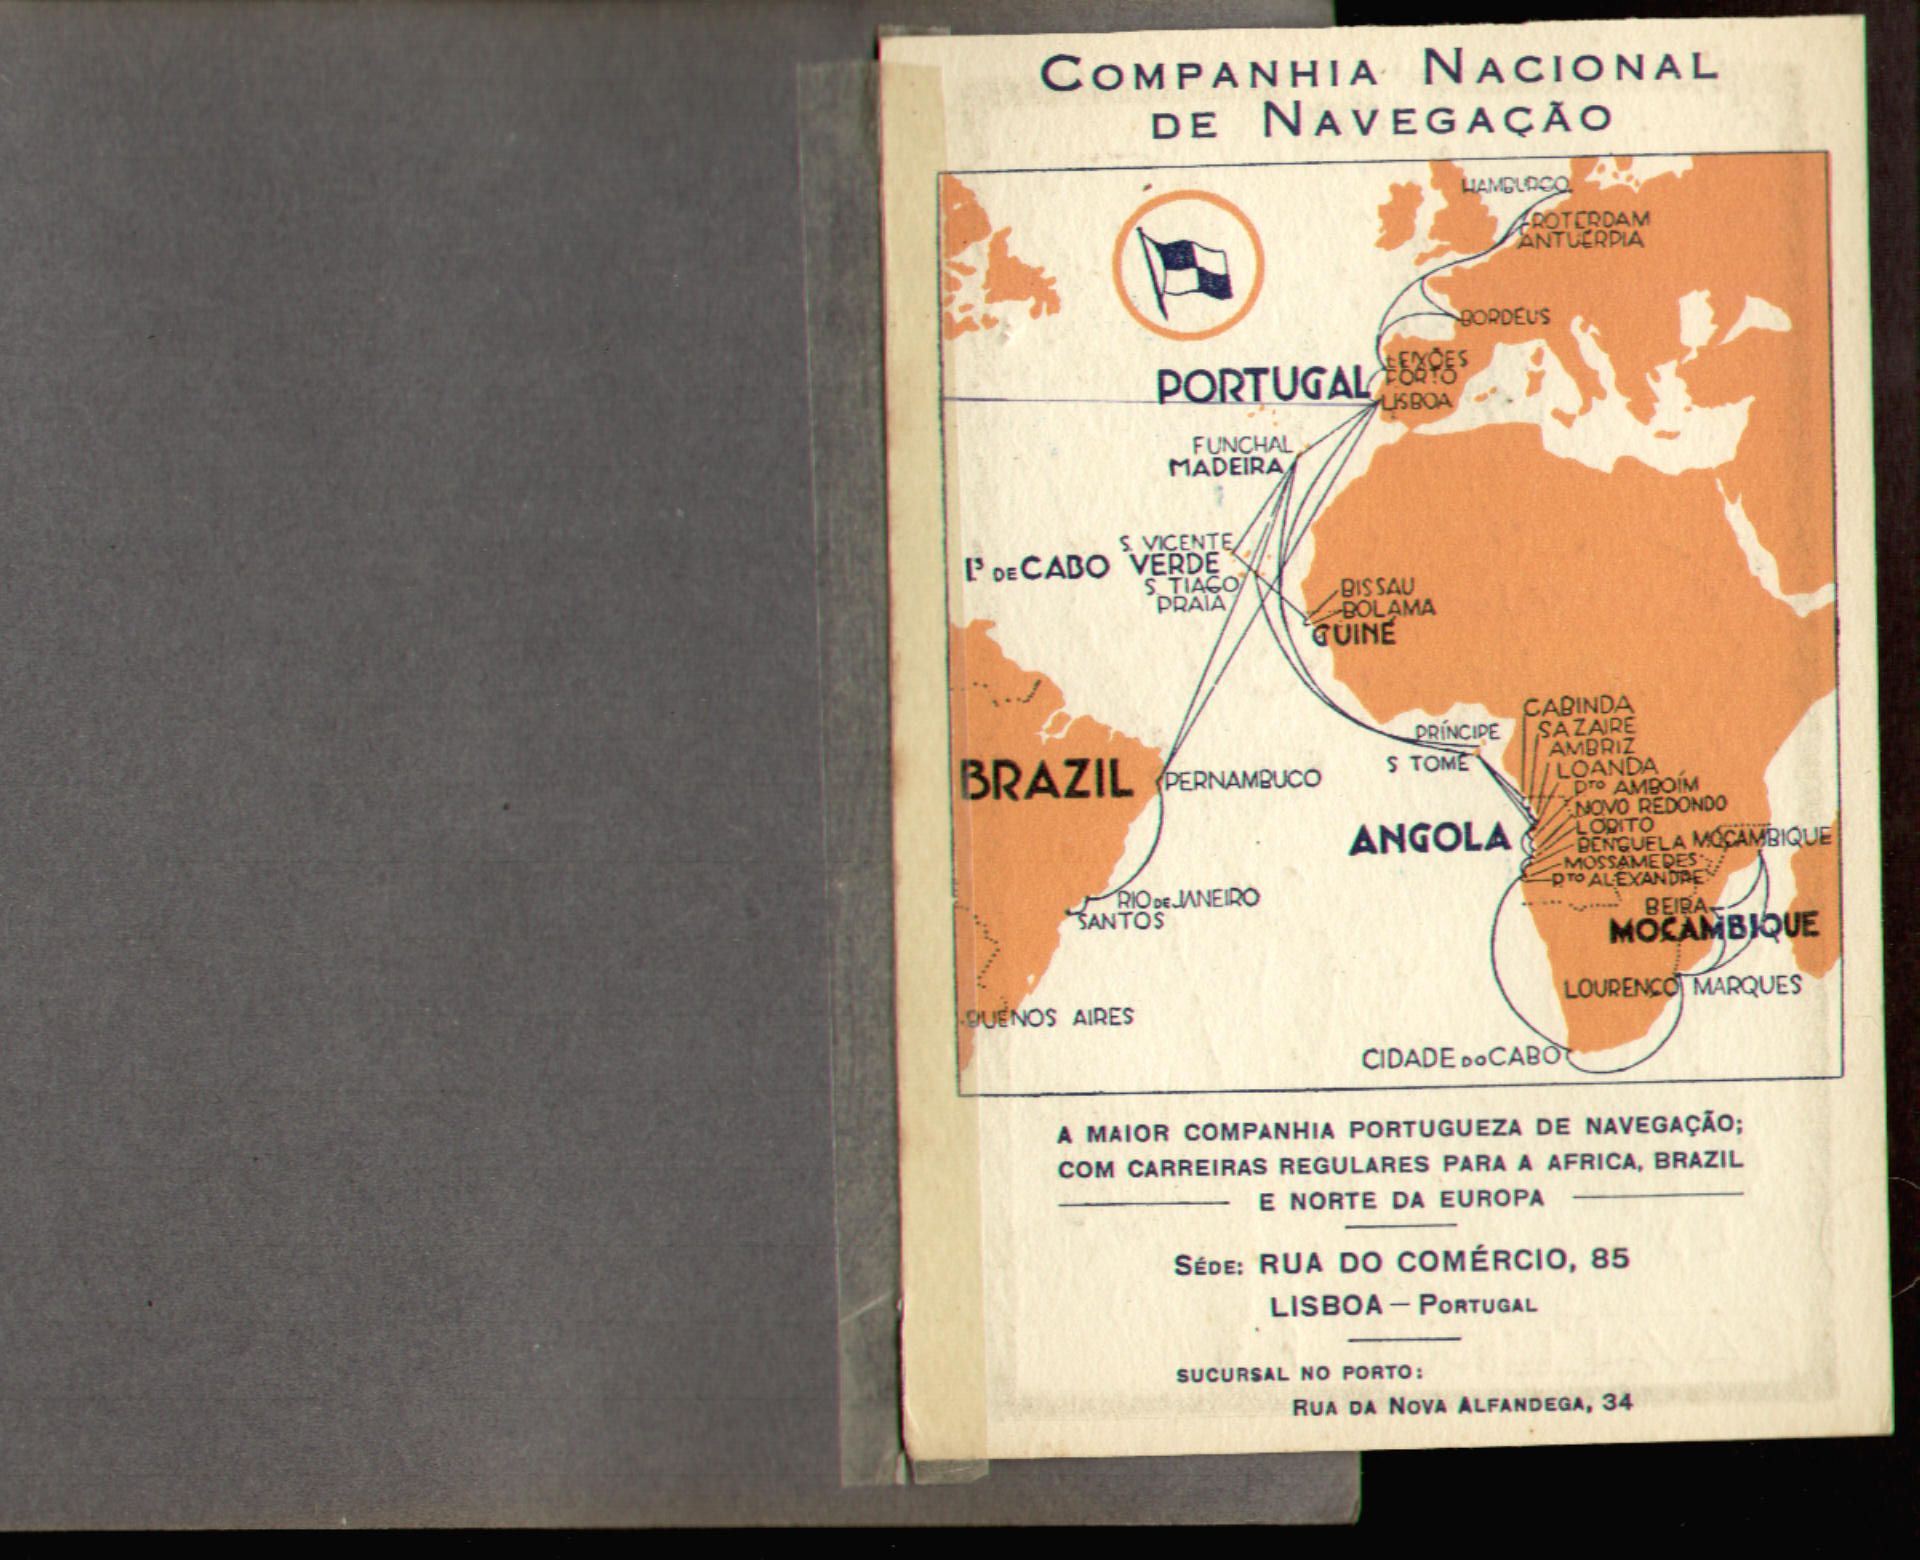 COMPANHIA NACIONAL
DE NAVEGAÇÃO
HAMBURGO
ROTERDAM
ANTUÉRPIA
BORDEUS
LEIXÕES
PORTO
PORTUGAL
LISBOA
FUNCHAL
MADEIRA
S. VICENTE
I.S DE CABO VERDE
S TIAGO
PRAIA
BISSAU
BOLAMA
GUINÉ
CABINDA
SAZAIRE
AMBRIZ
LOANDA
PTO AMBOÍM
NOVO REDONDO
LOBITO
BENGUELA
MOSSAMEDES
PTO ALEXANDRE
PRÍNCIPE
S TOMÉ
BRAZIL
PERNAMBUCO
ANGOLA
MOÇAMBIQUE
RIO DE JANEIRO
SANTOS
BEIRA
MOÇAMBIQUE
LOURENÇO MARQUES
BUENOS AIRES
CIDADE DO CABO
A MAIOR COMPANHIA PORTUGUEZA DE NAVEGAÇÃO;
COM CARREIRAS REGULARES PARA A AFRICA, BRAZIL
E NORTE DA EUROPA
SÉDE: RUA DO COMÉRCIO, 85
LISBOA — PORTUGAL
SUCURSAL NO PORTO:
RUA DA NOVA ALFANDEGA, 34